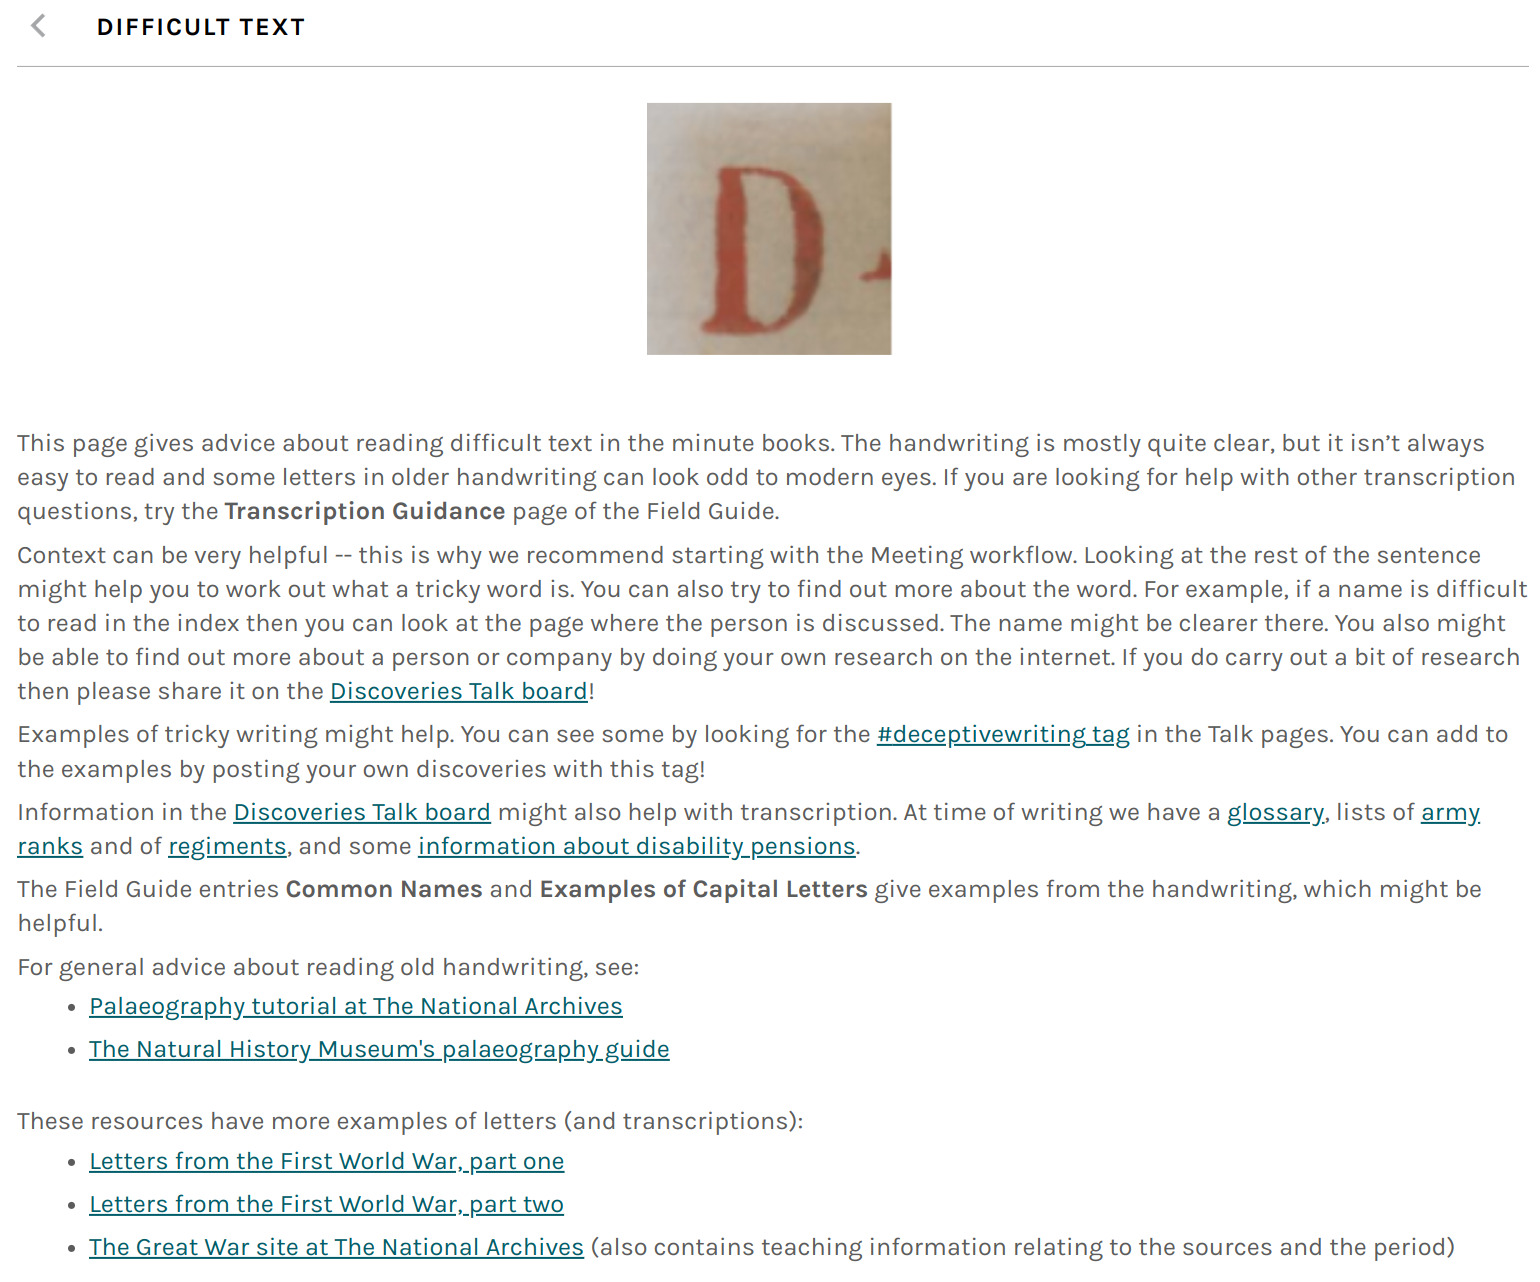 DIFFICULT TEXT
D
This page gives advice about reading difficult text in the minute books. The handwriting is mostly quite clear, but it isn’t always
easy to read and some letters in older handwriting can look odd to modern eyes. If you are looking for help with other transcription
questions, try the Transcription Guidance page of the Field Guide.
Context can be very helpful -- this is why we recommend starting with the Meeting workflow. Looking at the rest of the sentence
might help you to work out what a tricky word is. You can also try to find out more about the word. For example, if a name is difficult
to read in the index then you can look at the page where the person is discussed. The name might be clearer there. You also might
be able to find out more about a person or company by doing your own research on the internet. If you do carry out a bit of research
then please share it on the Discoveries Talk board!
Examples of tricky writing might help. You can see some by looking for the #deceptivewriting tag in the Talk pages. You can add to
the examples by posting your own discoveries with this tag!
Information in the Discoveries Talk board might also help with transcription. At time of writing we have a glossary, lists of army
ranks and of regiments, and some information about disability pensions.
The Field Guide entries Common Names and Examples of Capital Letters give examples from the handwriting, which might be
helpful.
For general advice about reading old handwriting, see:
• Palaeography tutorial at The National Archives
• The Natural History Museum's palaeography guide
These resources have more examples of letters (and transcriptions):
• Letters from the First World War, part one
• Letters from the First World War, part two
• The Great War site at The National Archives (also contains teaching information relating to the sources and the period)